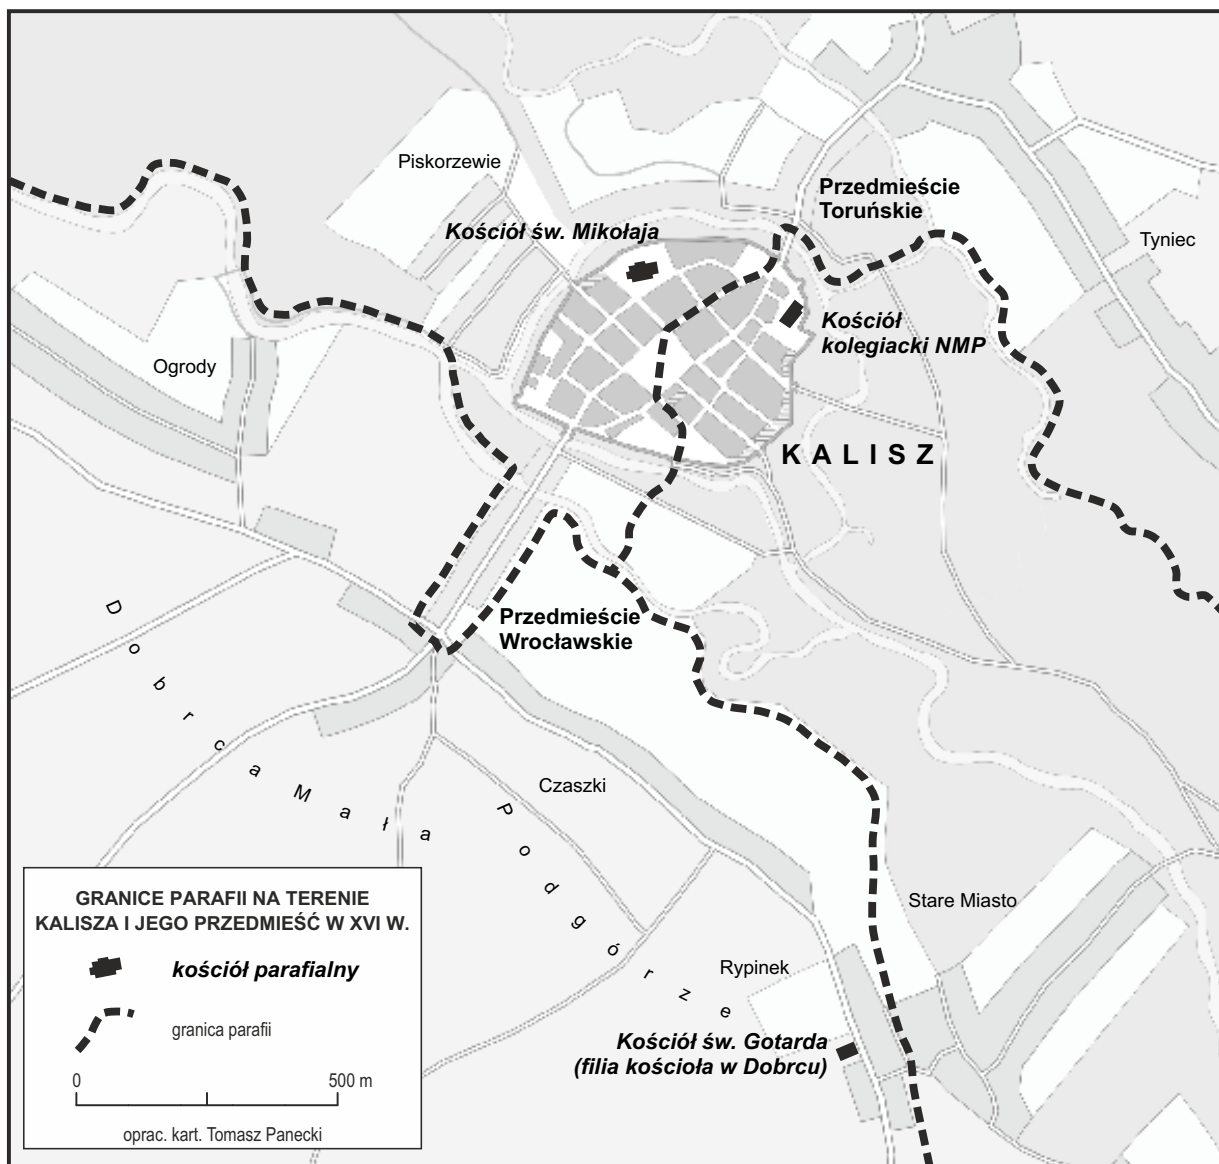 Piskorzewie
Przedmieście
Toruńskie
Kościół św. Mikołaja
Tyniec
Kościół
kolegiacki NMP
Ogrody
KALISZ
Przedmieście
Wrocławskie
Dobrca Mała
Czaszki
Podgórze
Stare Miasto
Rypinek
Kościół św. Gotarda
(filia kościoła w Dobrcu)
GRANICE PARAFII NA TERENIE
KALISZA I JEGO PRZEDMIEŚĆ W XVI W.
kościół parafialny
granica parafii
0 500 m
oprac. kart. Tomasz Panecki